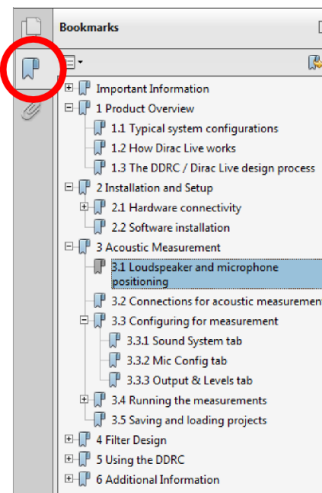 Bookmarks
Important Information
1 Product Overview
1.1 Typical system configurations
1.2 How Dirac Live works
1.3 The DDRC / Dirac Live design process
2 Installation and Setup
2.1 Hardware connectivity
2.2 Software installation
3 Acoustic Measurement
3.1 Loudspeaker and microphone
positioning
3.2 Connections for acoustic measuremen
3.3 Configuring for measurement
3.3.1 Sound System tab
3.3.2 Mic Config tab
3.3.3 Output & Levels tab
3.4 Running the measurements
3.5 Saving and loading projects
4 Filter Design
5 Using the DDRC
6 Additional Information